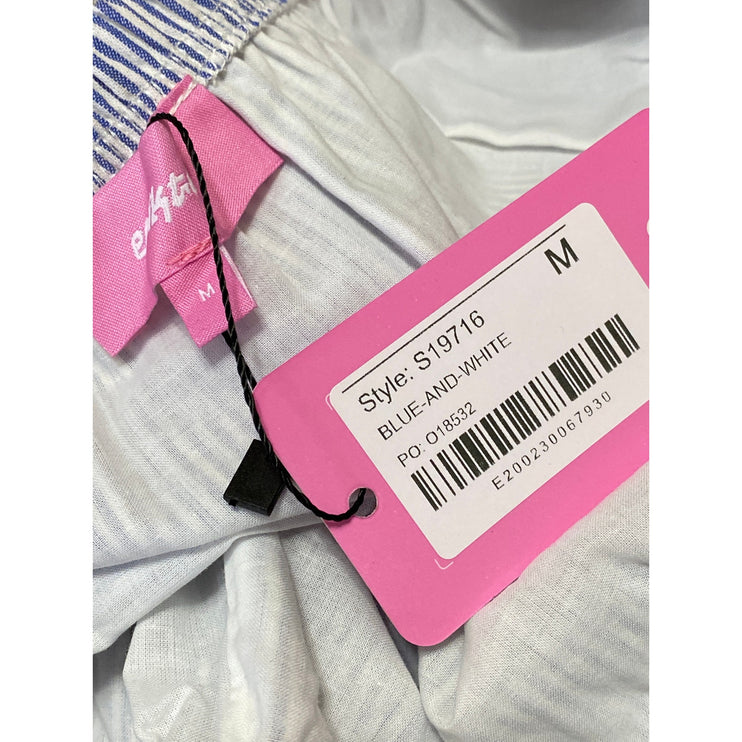 M
M
Style: S19716
BLUE-AND-WHITE
PO: O18532
E200230067930